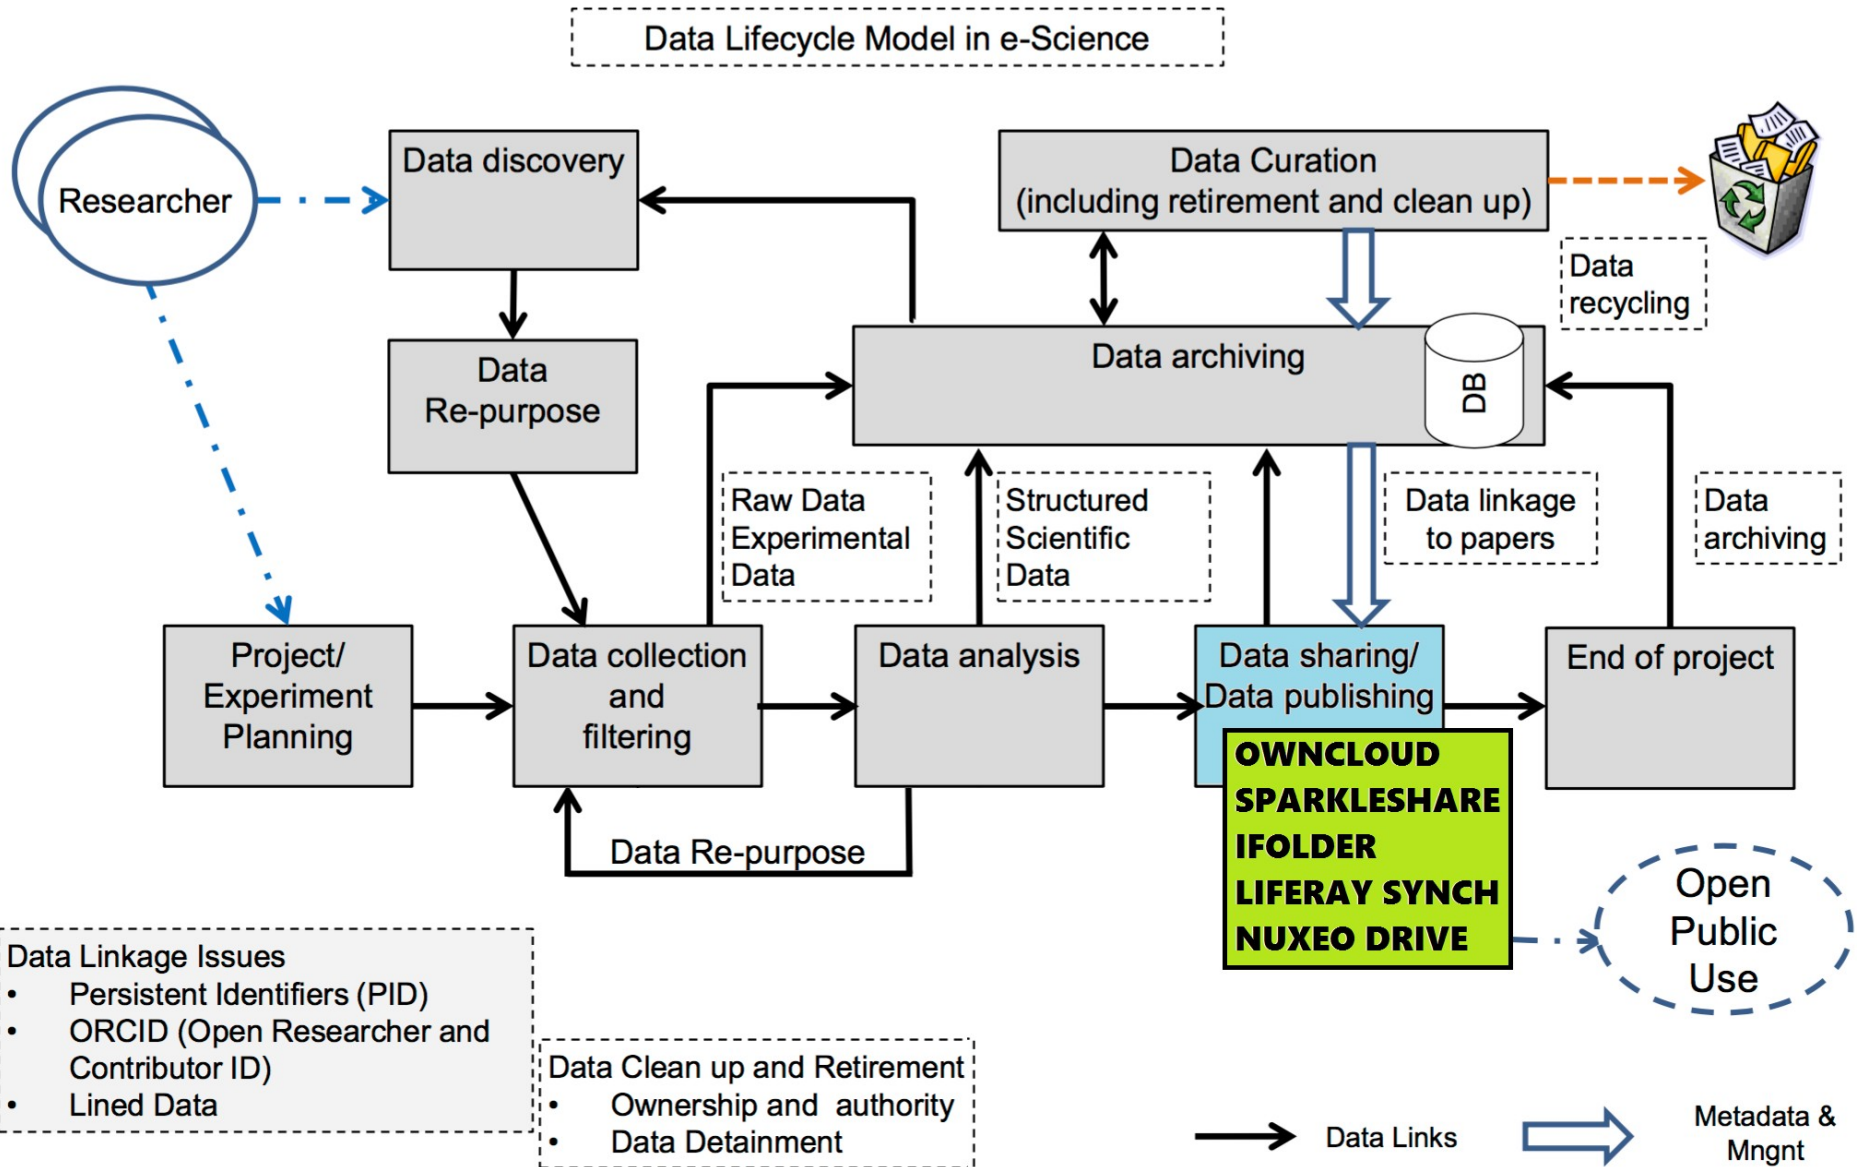 Data Lifecycle Model in e-Science
Researcher
Data discovery
Data Curation
(including retirement and clean up)
Data
recycling
Data
Re-purpose
Data archiving
DB
Raw Data
Experimental
Data
Structured
Scientific
Data
Data linkage
to papers
Data
archiving
Project/
Experiment
Planning
Data collection
and
filtering
Data analysis
Data sharing/
Data publishing
End of project
OWNCLOUD
SPARKLESHARE
IFOLDER
LIFERAY SYNCH
NUXEO DRIVE
Data Re-purpose
Open
Public
Use
Data Linkage Issues
• Persistent Identifiers (PID)
• ORCID (Open Researcher and
Contributor ID)
• Lined Data
Data Clean up and Retirement
• Ownership and authority
• Data Detainment
Data Links
Metadata &
Mngnt